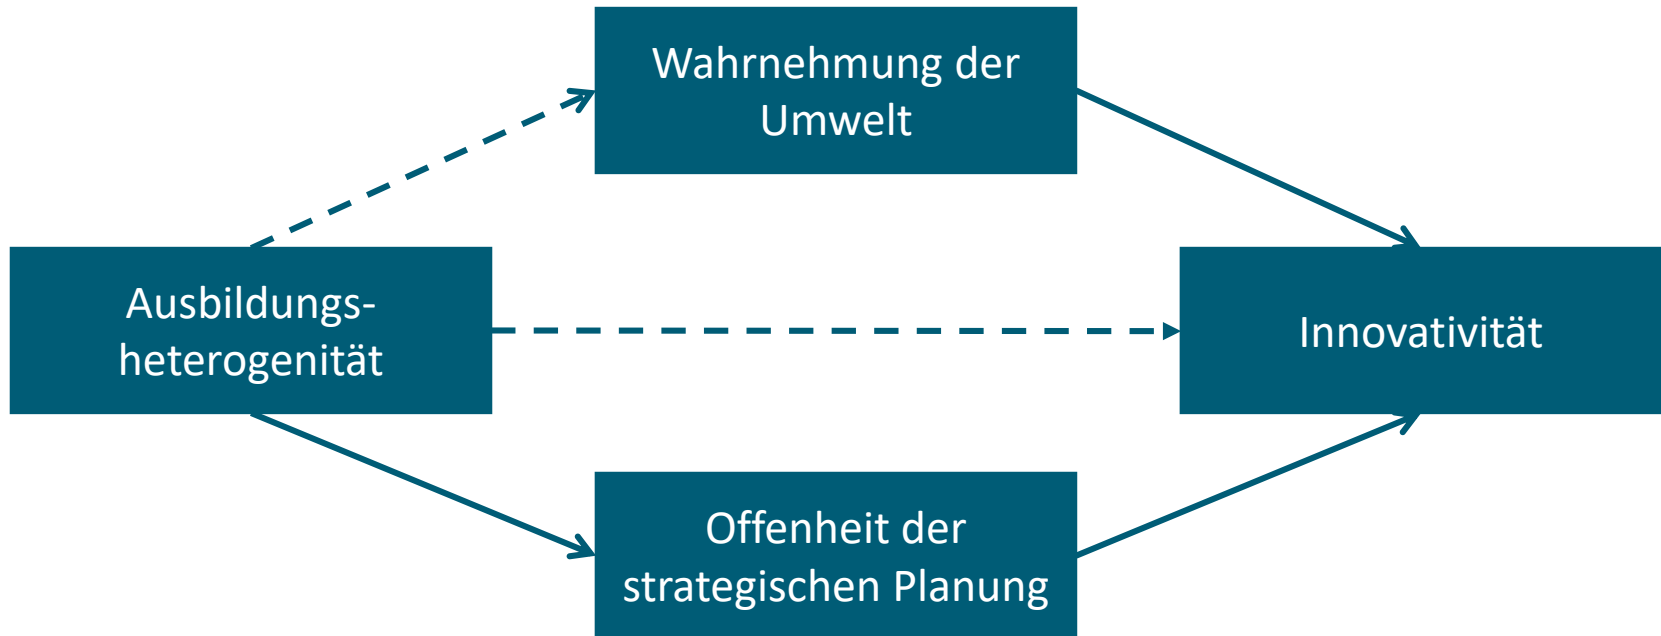 Wahrnehmung der
Umwelt
Ausbildungs-
heterogenität
Innovativität
Offenheit der
strategischen Planung